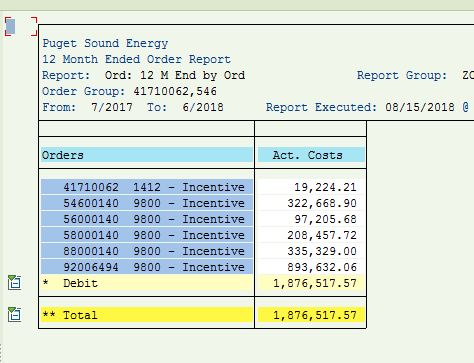 Puget Sound Energy
12 Month Ended Order Report
Report: Ord: 12 M End by Ord Report Group: ZO
Order Group: 41710062,546
From: 7/2017 To: 6/2018 Report Executed: 08/15/2018 @
Orders Act. Costs
41710062 1412 - Incentive 19,224.21
54600140 9800 - Incentive 322,668.90
56000140 9800 - Incentive 97,205.68
58000140 9800 - Incentive 208,457.72
88000140 9800 - Incentive 335,329.00
92006494 9800 - Incentive 893,632.06
* Debit 1,876,517.57
** Total 1,876,517.57